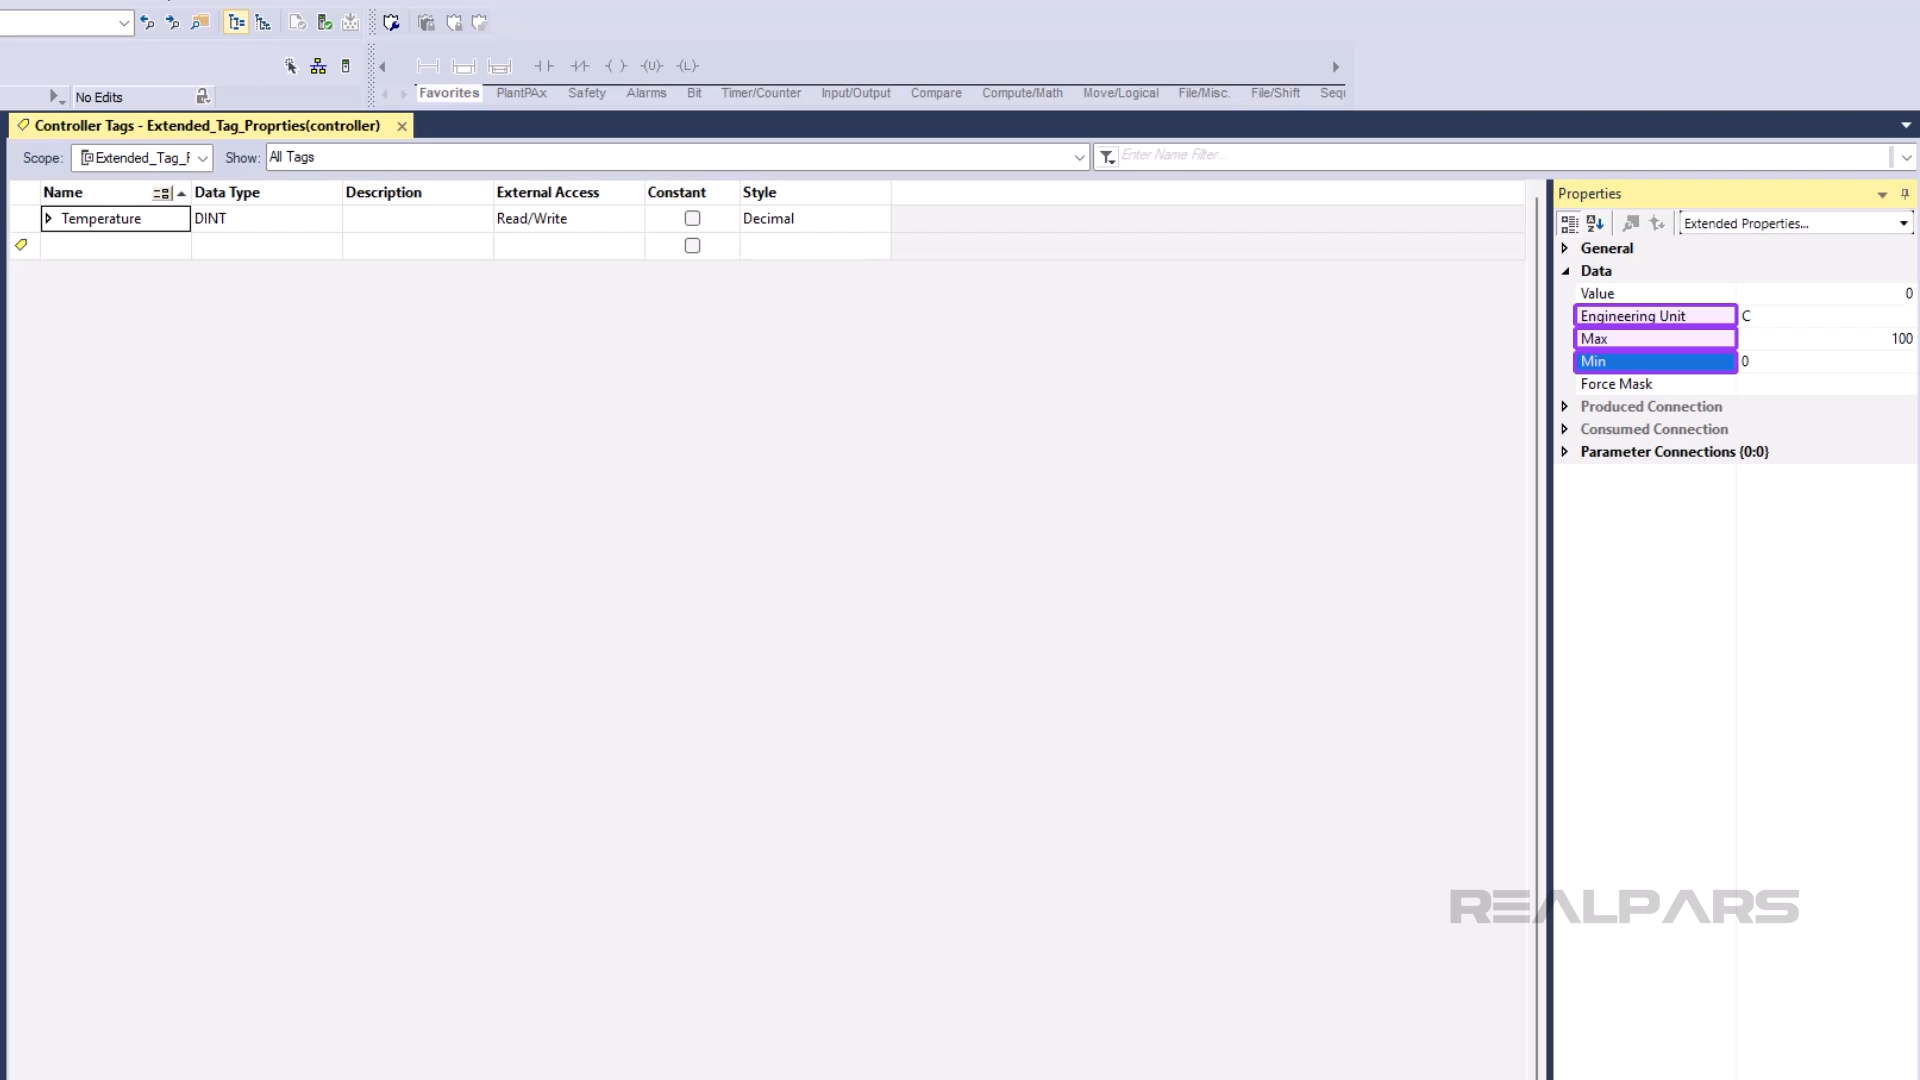 No Edits
Favorites PlantPAx Safety Alarms Bit Timer/Counter Input/Output Compare Compute/Math Move/Logical File/Misc. File/Shift Sequ
Controller Tags - Extended_Tag_Proprties(controller)
Scope: Extended_Tag_F Show: All Tags Enter Name Filter...
Name Data Type Description External Access Constant Style
Temperature DINT Read/Write Decimal
Properties
Extended Properties...
General
Data
Value 0
Engineering Unit C
Max 100
Min 0
Force Mask
Produced Connection
Consumed Connection
Parameter Connections {0:0}
REALPARS